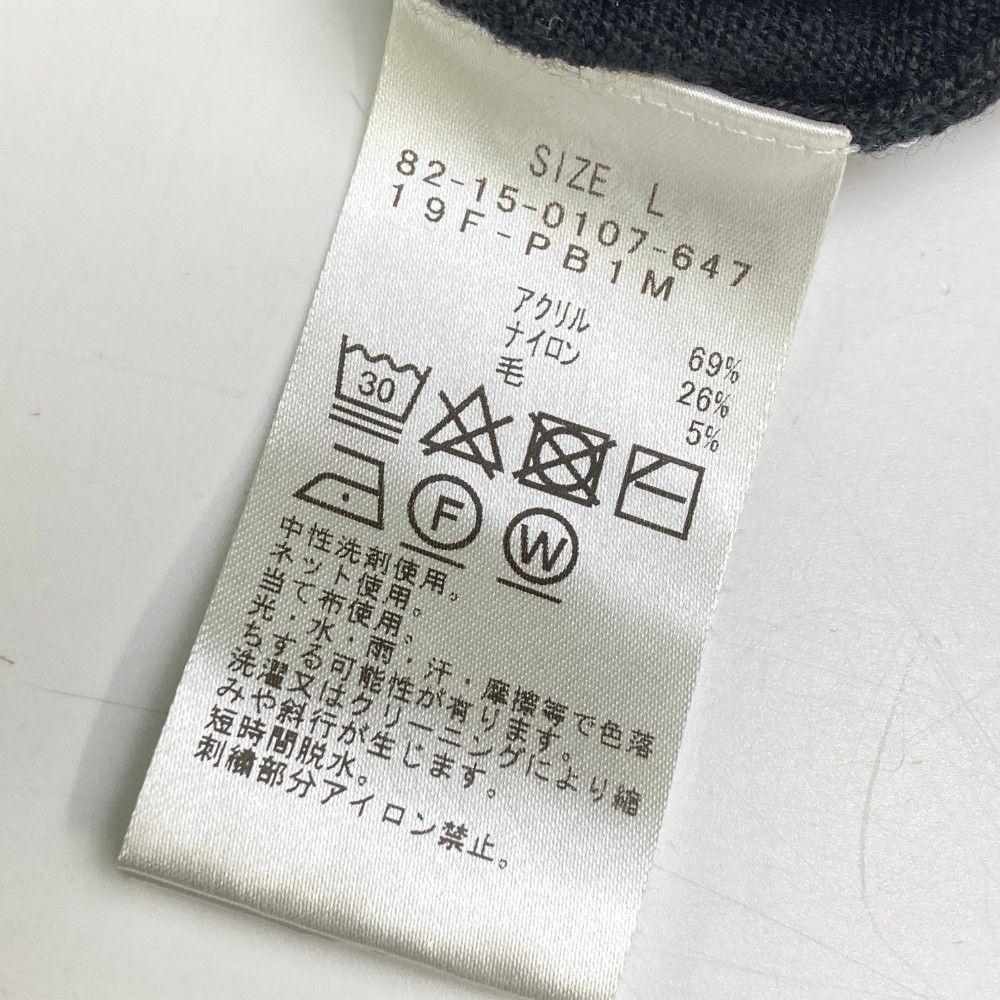 SIZE L
82-15-0107-647
19F-PB1M
アクリル 69%
ナイロン 26%
毛 5%
30
F
W
中性洗剤使用。
ネット使用。
当て布使用。
光・水・雨・汗・摩擦等で色落
ちする可能性が有ります。
洗濯又はクリーニングにより縮
みや斜行が生じます。
短時間脱水。
刺繍部分アイロン禁止。